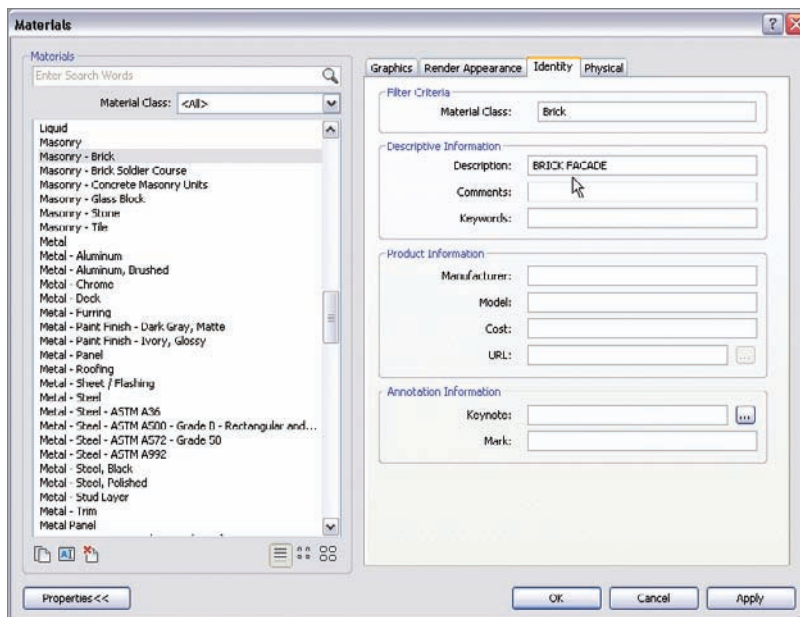 Materials
Materials
Enter Search Words
Material Class: <All>
Liquid
Masonry
Masonry - Brick
Masonry - Brick Soldier Course
Masonry - Concrete Masonry Units
Masonry - Glass Block
Masonry - Stone
Masonry - Tile
Metal
Metal - Aluminum
Metal - Aluminum, Brushed
Metal - Chrome
Metal - Deck
Metal - Furring
Metal - Paint Finish - Dark Gray, Matte
Metal - Paint Finish - Ivory, Glossy
Metal - Panel
Metal - Roofing
Metal - Sheet / Flashing
Metal - Steel
Metal - Steel - ASTM A36
Metal - Steel - ASTM A500 - Grade B - Rectangular and...
Metal - Steel - ASTM A572 - Grade 50
Metal - Steel - ASTM A992
Metal - Steel, Black
Metal - Steel, Polished
Metal - Stud Layer
Metal - Trim
Metal Panel
Properties<<
Graphics Render Appearance Identity Physical
Filter Criteria
Material Class: Brick
Descriptive Information
Description: BRICK FACADE
Comments:
Keywords:
Product Information
Manufacturer:
Model:
Cost:
URL: ...
Annotation Information
Keynote: ...
Mark:
OK Cancel Apply